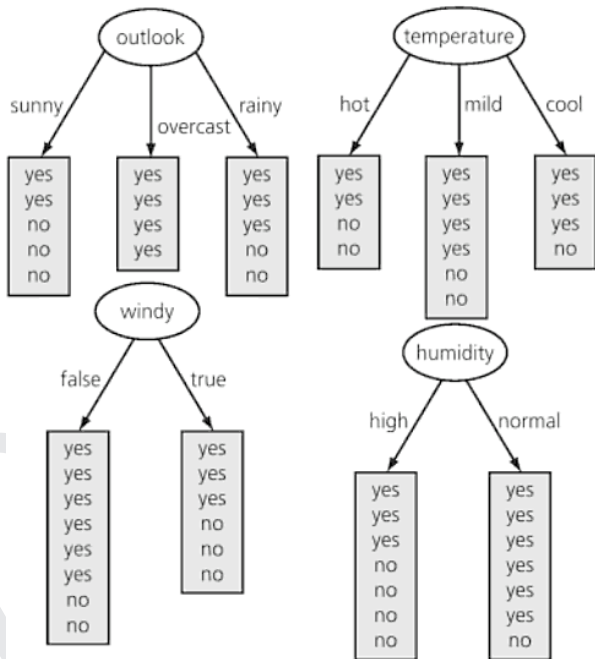 outlook
sunny
overcast
rainy
yes
yes
no
no
no
yes
yes
yes
yes
yes
yes
yes
no
no
temperature
hot
mild
cool
yes
yes
no
no
yes
yes
yes
yes
no
no
yes
yes
yes
no
windy
false
true
yes
yes
yes
yes
yes
yes
no
no
yes
yes
yes
no
no
no
humidity
high
normal
yes
yes
yes
no
no
no
no
yes
yes
yes
yes
yes
yes
no